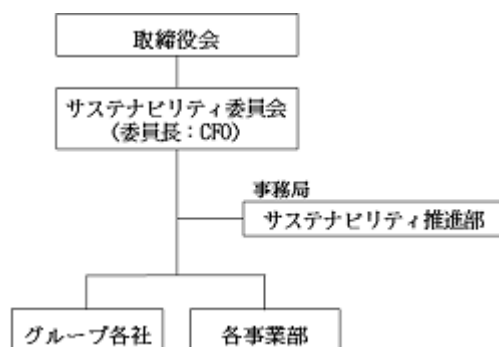 取締役会
サステナビリティ委員会
(委員長：CFO)
事務局
サステナビリティ推進部
グループ各社
各事業部